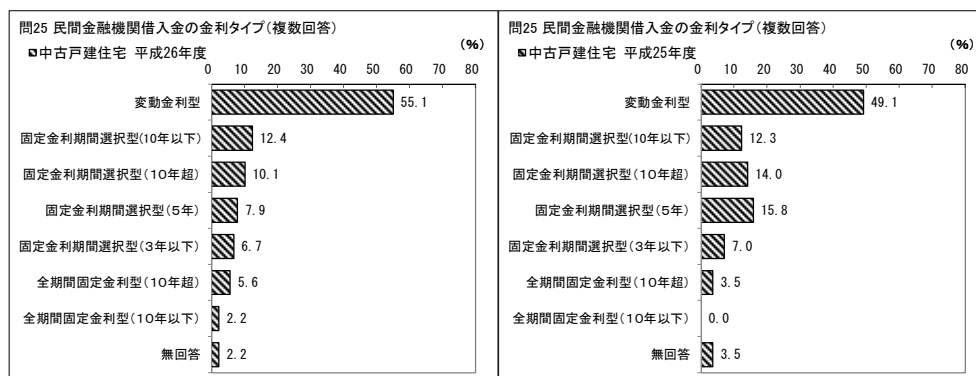 問25 民間金融機関借入金の金利タイプ(複数回答)
(%)
中古戸建住宅 平成26年度
0 10 20 30 40 50 60 70 80
変動金利型 55.1
固定金利期間選択型(10年以下) 12.4
固定金利期間選択型(10年超) 10.1
固定金利期間選択型(5年) 7.9
固定金利期間選択型(3年以下) 6.7
全期間固定金利型(10年超) 5.6
全期間固定金利型(10年以下) 2.2
無回答 2.2
問25 民間金融機関借入金の金利タイプ(複数回答)
(%)
中古戸建住宅 平成25年度
0 10 20 30 40 50 60 70 80
変動金利型 49.1
固定金利期間選択型(10年以下) 12.3
固定金利期間選択型(10年超) 14.0
固定金利期間選択型(5年) 15.8
固定金利期間選択型(3年以下) 7.0
全期間固定金利型(10年超) 3.5
全期間固定金利型(10年以下) 0.0
無回答 3.5